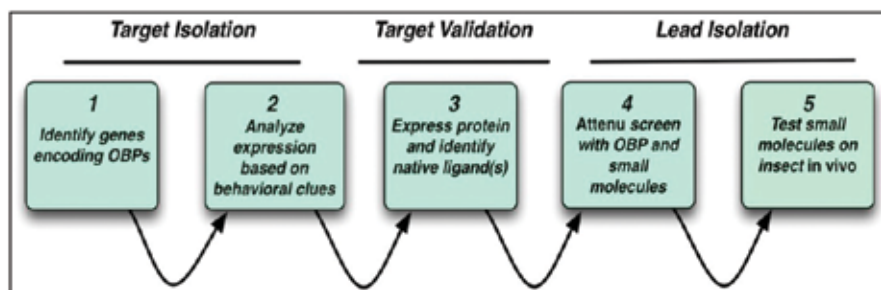 Target Isolation
Target Validation
Lead Isolation
1
Identify genes
encoding OBPs
2
Analyze
expression
based on
behavioral clues
3
Express protein
and identify
native ligand(s)
4
Attenu screen
with OBP and
small
molecules
5
Test small
molecules on
insect in vivo